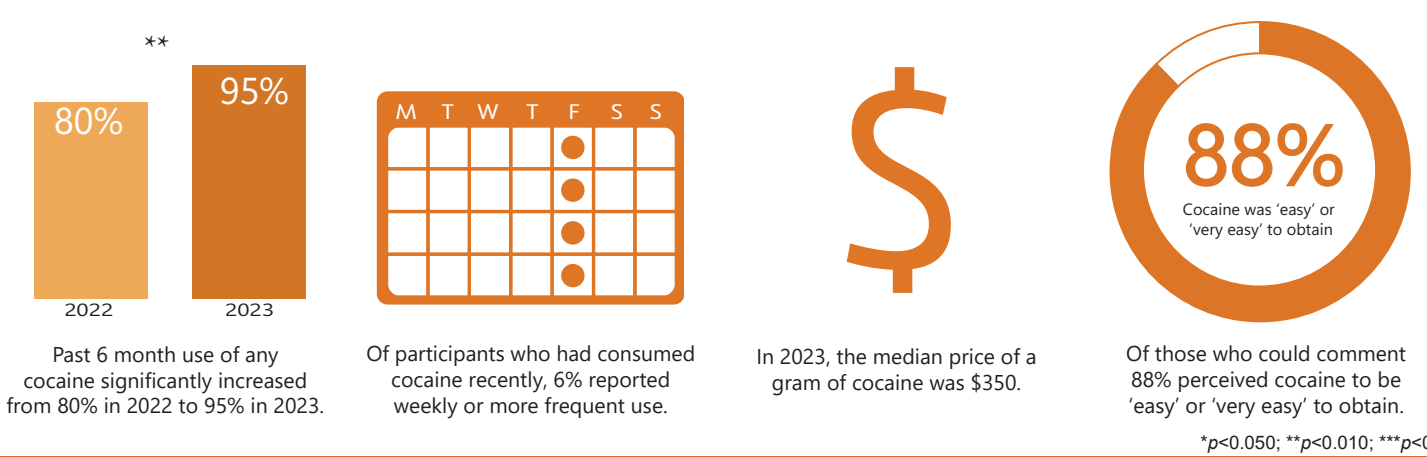 **
80%
95%
2022
2023
Past 6 month use of any
cocaine significantly increased
from 80% in 2022 to 95% in 2023.
M T W T F S S
Of participants who had consumed
cocaine recently, 6% reported
weekly or more frequent use.
$
In 2023, the median price of a
gram of cocaine was $350.
88%
Cocaine was ‘easy’ or
‘very easy’ to obtain
Of those who could comment
88% perceived cocaine to be
‘easy’ or ‘very easy’ to obtain.
*p<0.050; **p<0.010; ***p<